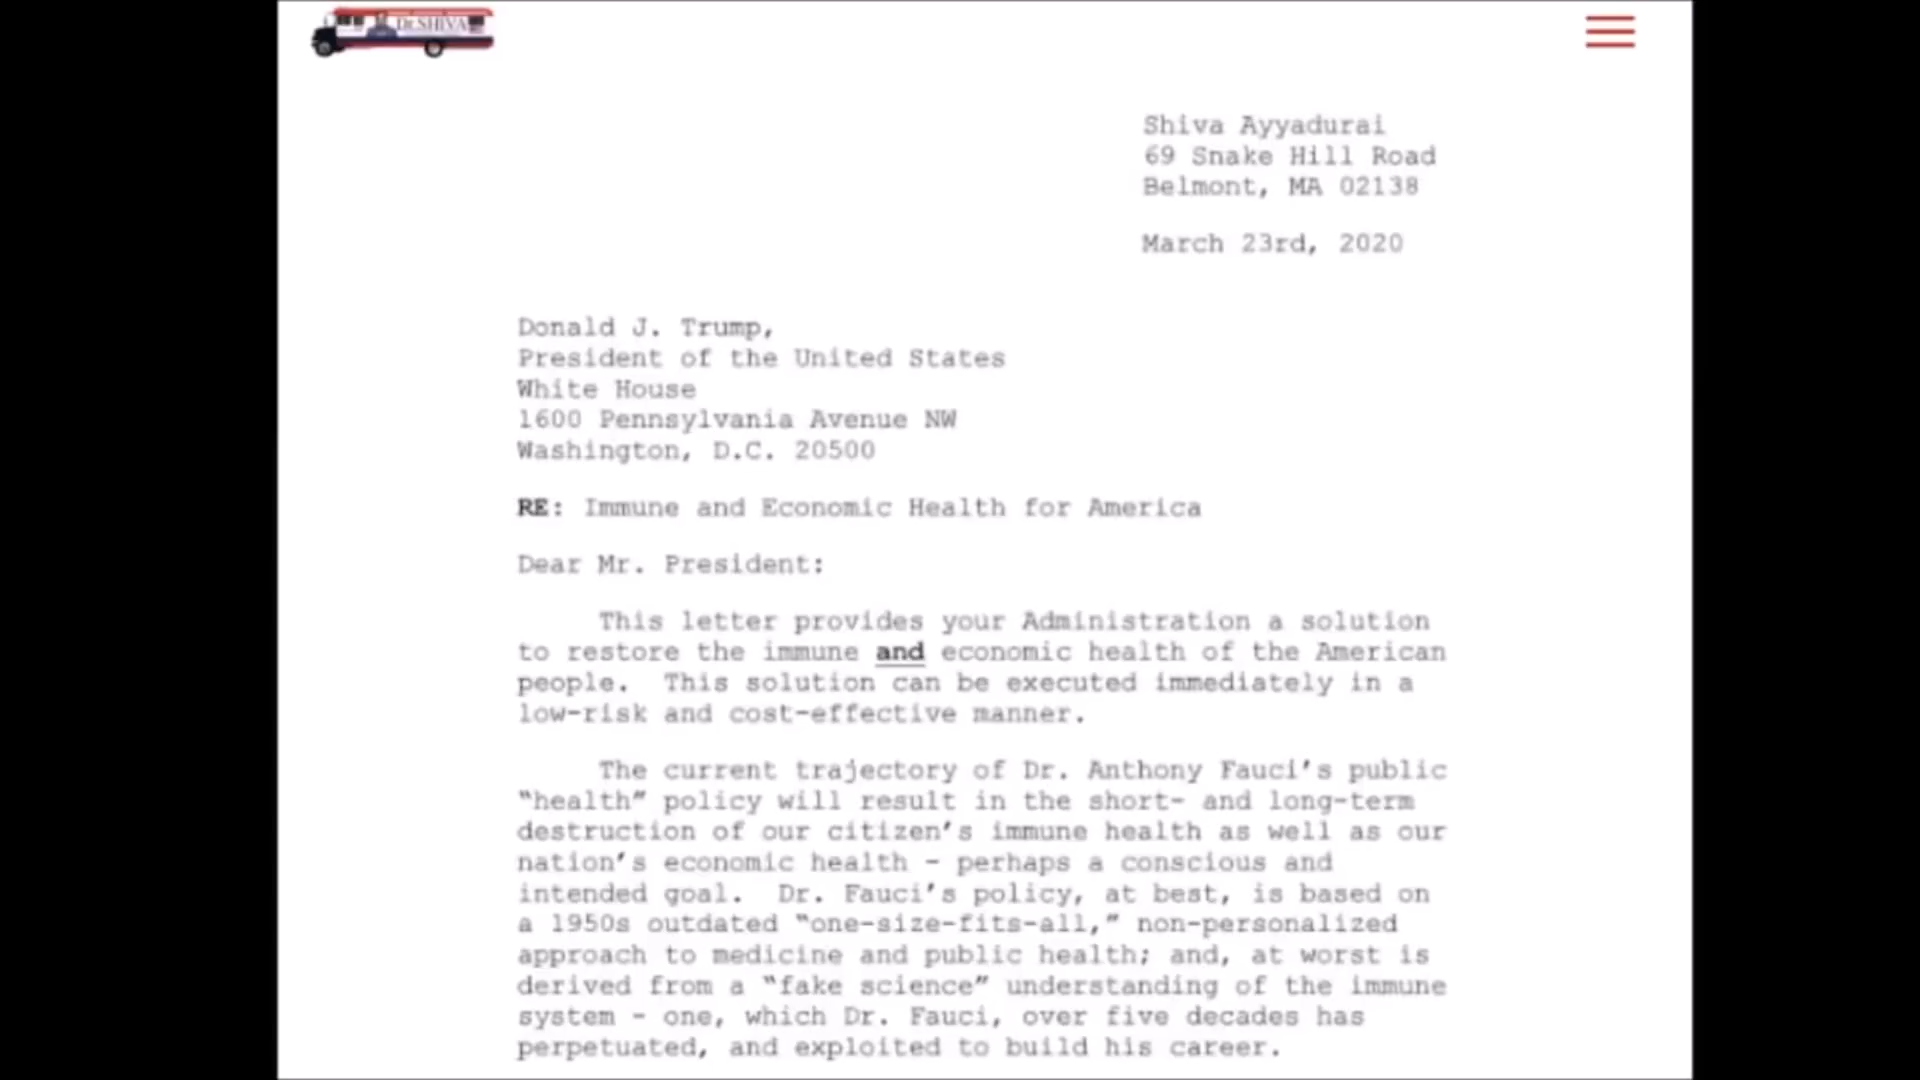 Dr.SHIVA
Shiva Ayyadurai
69 Snake Hill Road
Belmont, MA 02138
March 23rd, 2020
Donald J. Trump,
President of the United States
White House
1600 Pennsylvania Avenue NW
Washington, D.C. 20500
RE: Immune and Economic Health for America
Dear Mr. President:
This letter provides your Administration a solution
to restore the immune and economic health of the American
people. This solution can be executed immediately in a
low-risk and cost-effective manner.
The current trajectory of Dr. Anthony Fauci's public
"health" policy will result in the short- and long-term
destruction of our citizen's immune health as well as our
nation's economic health - perhaps a conscious and
intended goal. Dr. Fauci's policy, at best, is based on
a 1950s outdated "one-size-fits-all," non-personalized
approach to medicine and public health; and, at worst is
derived from a "fake science" understanding of the immune
system - one, which Dr. Fauci, over five decades has
perpetuated, and exploited to build his career.